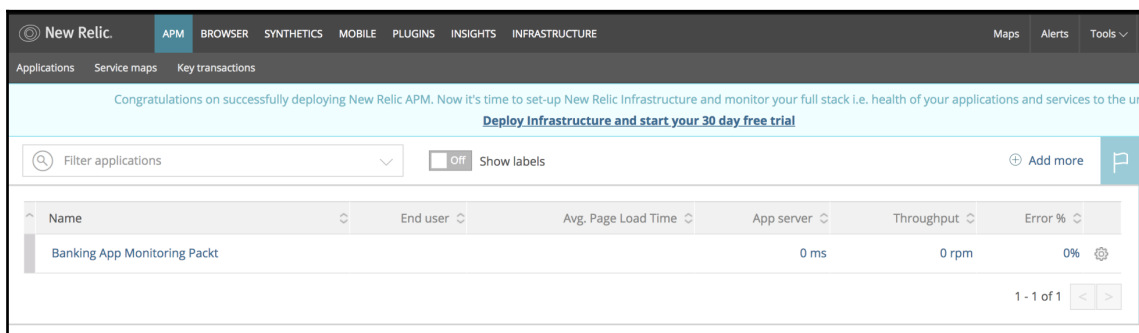 New Relic. APM BROWSER SYNTHETICS MOBILE PLUGINS INSIGHTS INFRASTRUCTURE Maps Alerts Tools
Applications Service maps Key transactions
Congratulations on successfully deploying New Relic APM. Now it's time to set-up New Relic Infrastructure and monitor your full stack i.e. health of your applications and services to the
Deploy Infrastructure and start your 30 day free trial
Filter applications Off Show labels Add more
Name End user Avg. Page Load Time App server Throughput Error %
Banking App Monitoring Packt 0 ms 0 rpm 0%
1 - 1 of 1 < >